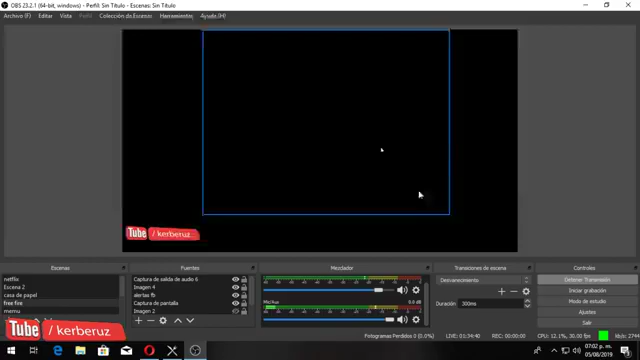 OBS 23.2.1 (64-bit, windows) - Perfil: Sin Título - Escenas: Sin Título
Archivo (F) Editar Vista Perfil Colección de Escenas Herramientas Ayuda (H)
Tube / kerberuz
Escenas Fuentes Mezclador Transiciones de escena Controles
netflix
Escena 2
casa de papel
free fire
memu
Tube / kerberuz
Captura de salida de audio 6
Imagen 4
alertas fb
Captura de pantalla
Imagen 2
Mic/Aux 0.0 dB
Desvanecimiento
Duración 300ms
Detener Transmisión
Iniciar grabación
Modo de estudio
Ajustes
Salir
Fotogramas Perdidos 0 (0.0%) LIVE: 01:34:40 REC: 00:00:00 CPU: 12.1%, 30.00 fps kb/s: 2744
07:02 p. m.
05/08/2019